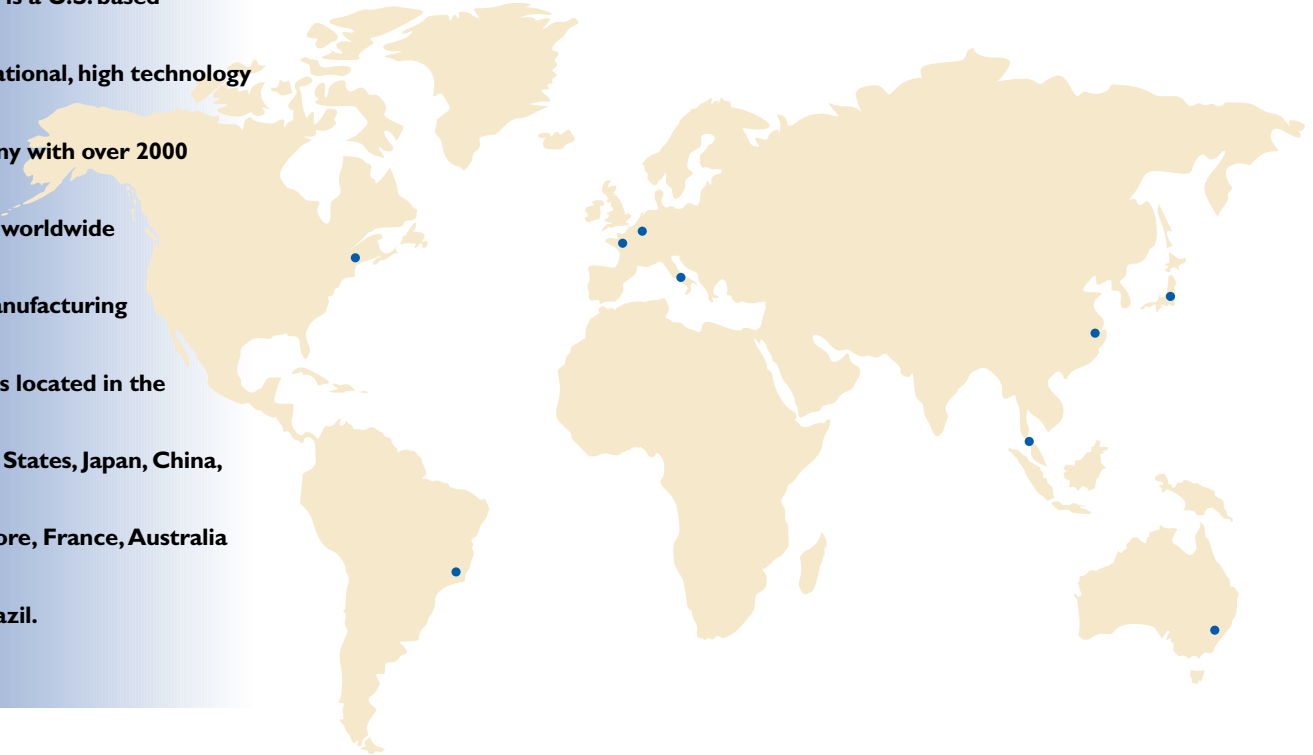 is a U.S. based
ational, high technology
ny with over 2000
worldwide
anufacturing
s located in the
States, Japan, China,
ore, France, Australia
azil.